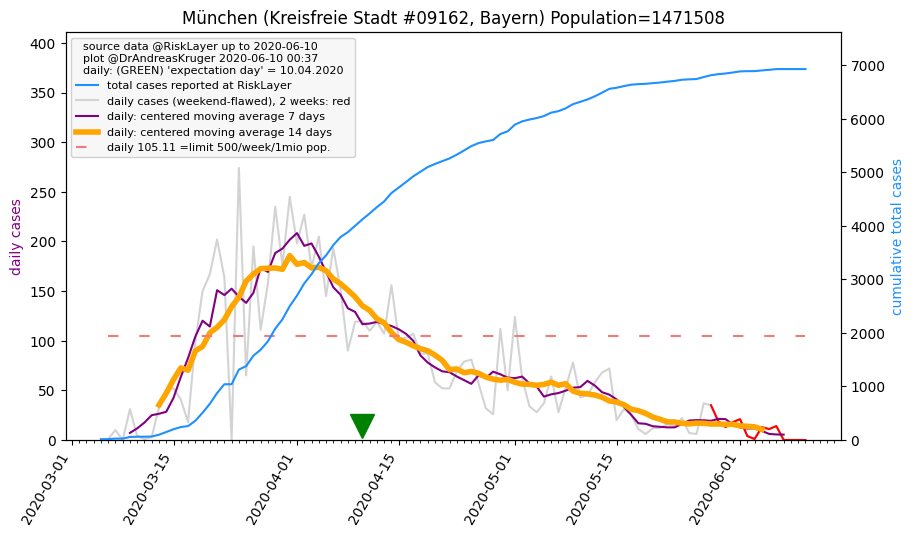 München (Kreisfreie Stadt #09162, Bayern) Population=1471508
source data @RiskLayer up to 2020-06-10
plot @DrAndreasKruger 2020-06-10 00:37
daily: (GREEN) 'expectation day' = 10.04.2020
total cases reported at RiskLayer
daily cases (weekend-flawed), 2 weeks: red
daily: centered moving average 7 days
daily: centered moving average 14 days
daily 105.11 =limit 500/week/1mio pop.
daily cases
400
350
300
250
200
150
100
50
0
cumulative total cases
7000
6000
5000
4000
3000
2000
1000
0
2020-03-01
2020-03-15
2020-04-01
2020-04-15
2020-05-01
2020-05-15
2020-06-01